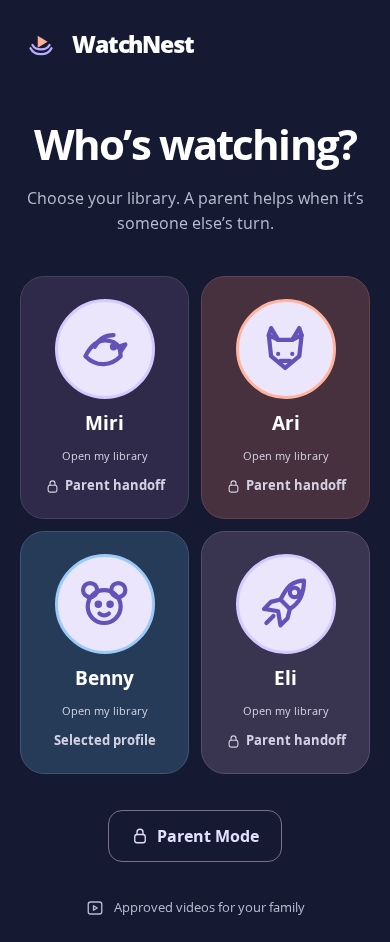 WatchNest
Who's watching?
Choose your library. A parent helps when it’s
someone else’s turn.
Miri
Open my library
Parent handoff
Ari
Open my library
Parent handoff
Benny
Open my library
Selected profile
Eli
Open my library
Parent handoff
Parent Mode
Approved videos for your family